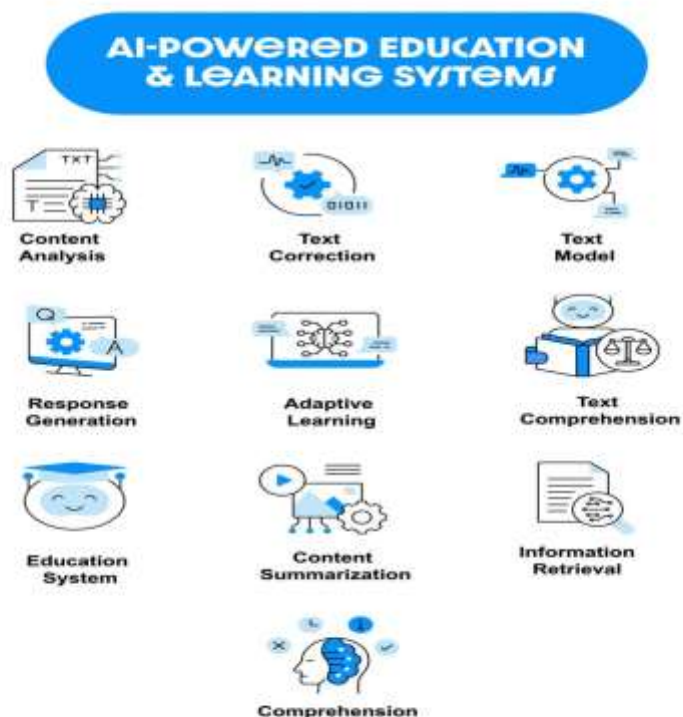 AI-POWERED EDUCATION
& LEARNING SYSTEMS
TXT
T
01011
Content
Analysis
Text
Correction
Text
Model
Q
A
Response
Generation
Adaptive
Learning
Text
Comprehension
Education
System
Content
Summarization
Information
Retrieval
Comprehension